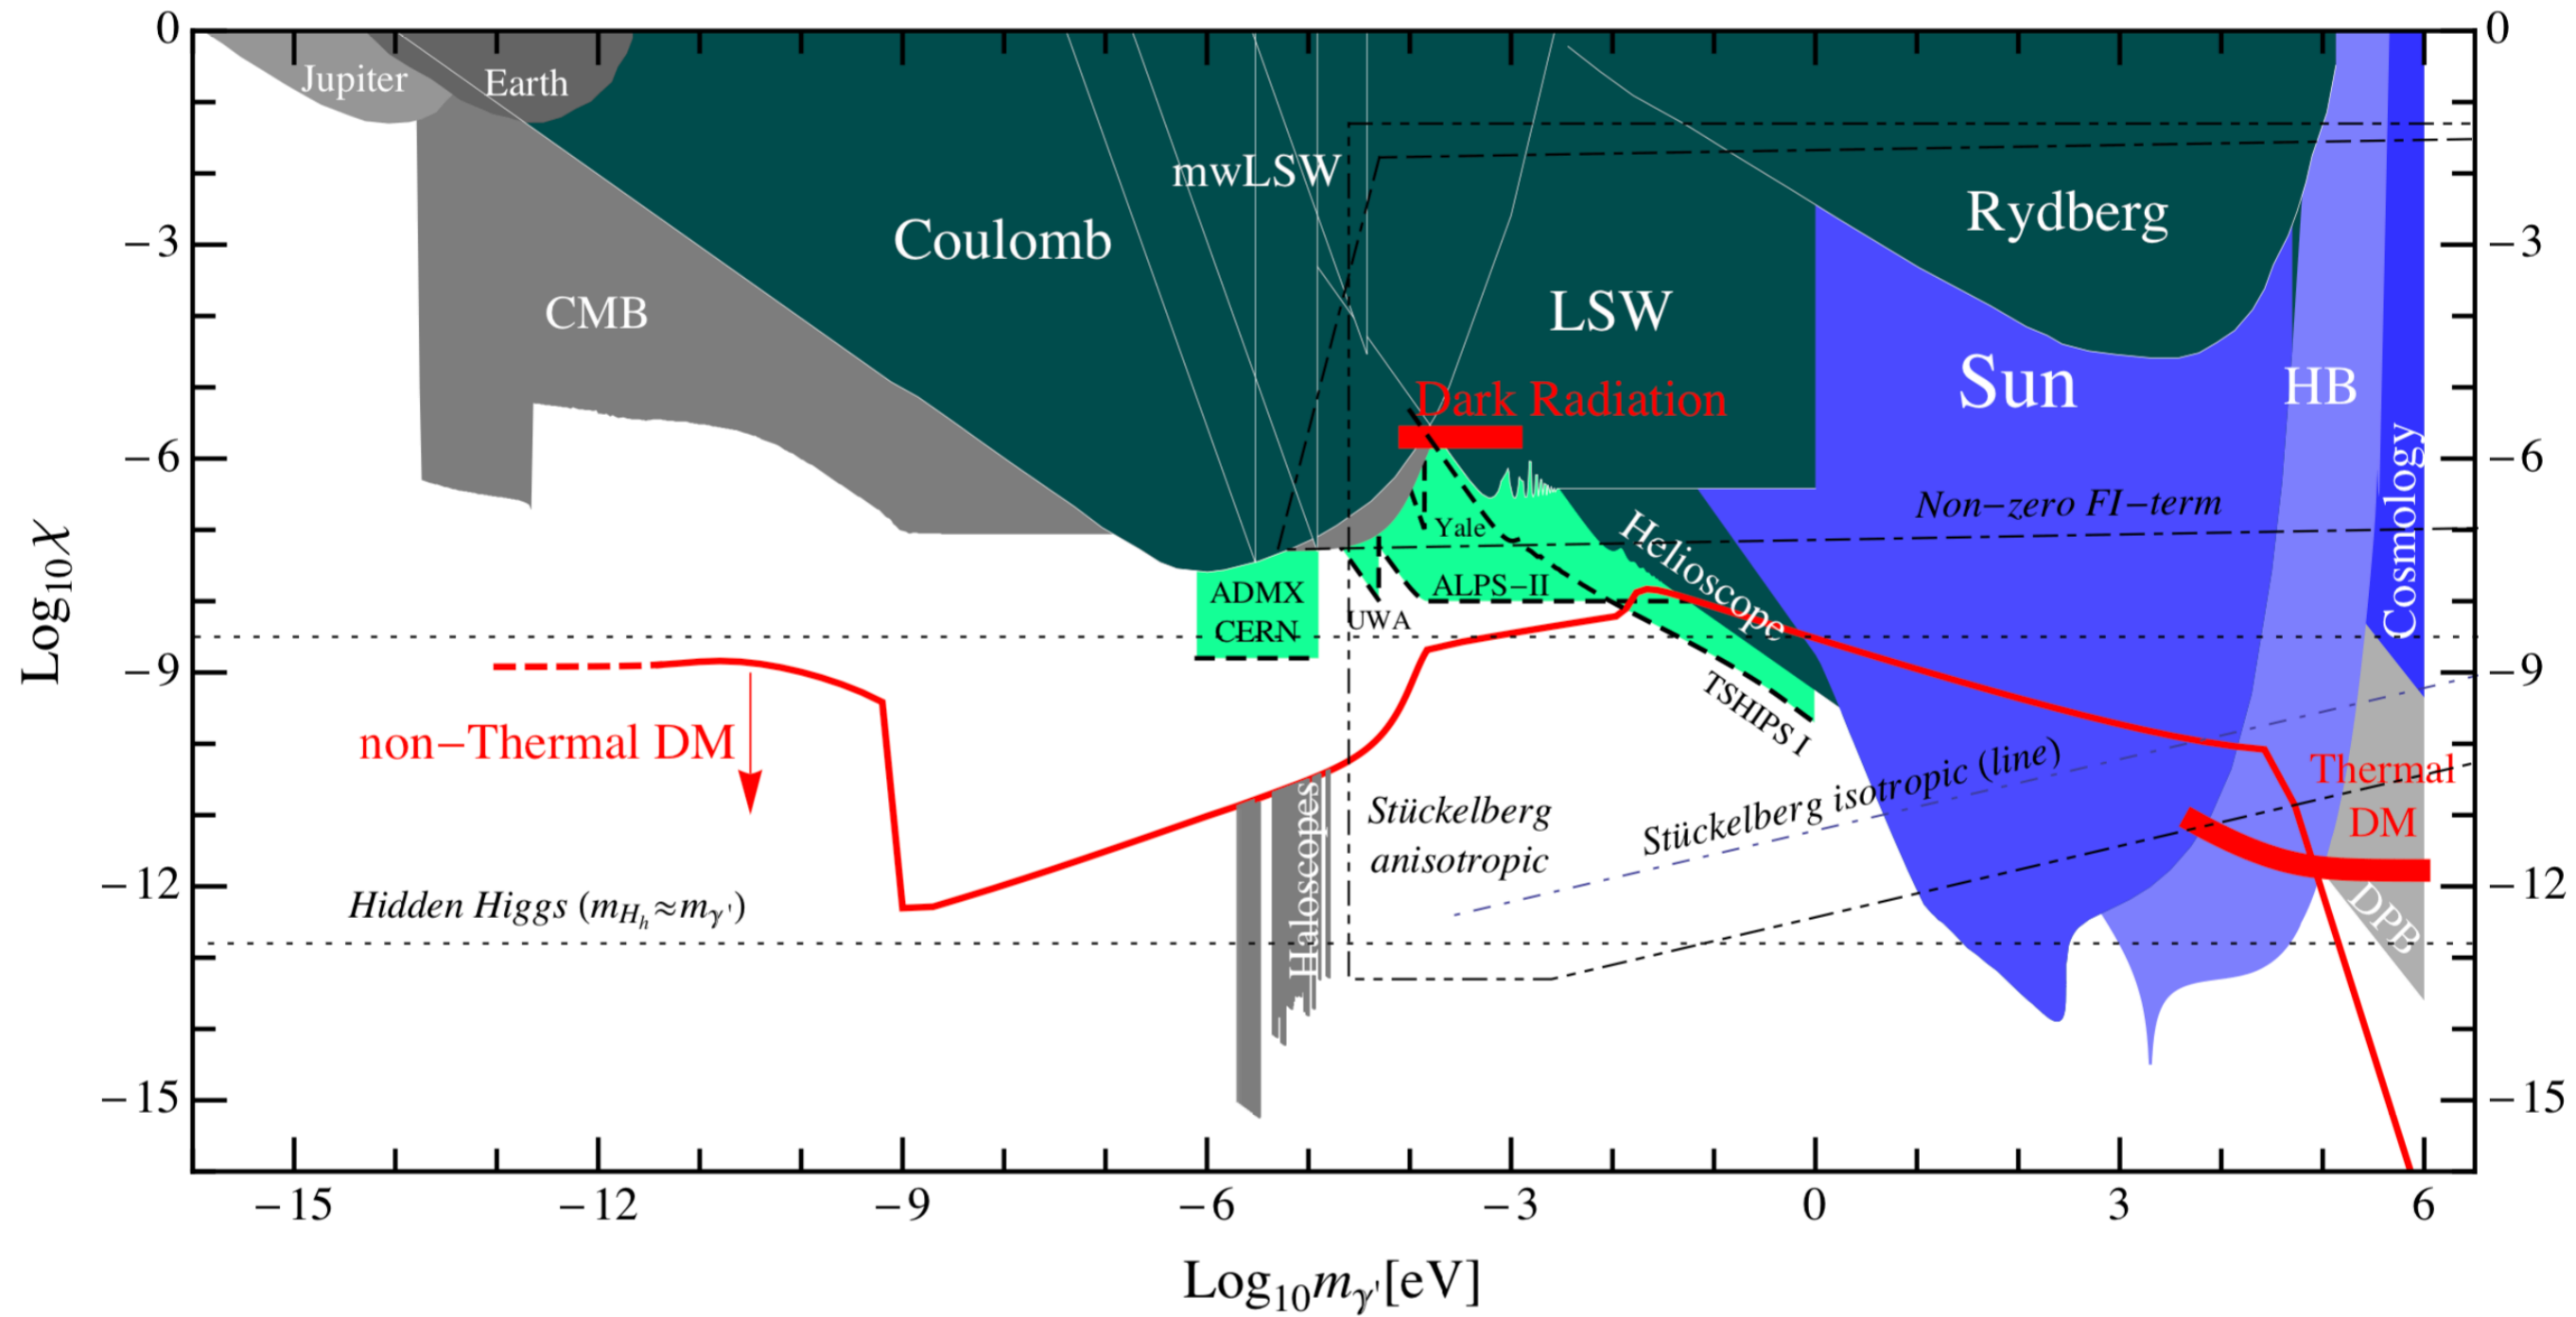 0
0
Jupiter
Earth
mwLSW
Coulomb
Rydberg
−3
−3
CMB
LSW
Sun
HB
Dark Radiation
−6
−6
Cosmology
Non−zero FI−term
Yale
Helioscope
ADMX
CERN
ALPS−II
UWA
Log₁₀χ
−9
−9
non−Thermal DM
TSHIPS I
Stückelberg isotropic (line)
Thermal
DM
Stückelberg
anisotropic
Haloscopes
−12
−12
Hidden Higgs (m_{H_h}≈m_{γ'})
DPB
−15
−15
−15
−12
−9
−6
−3
0
3
6
Log₁₀m_{γ'}[eV]